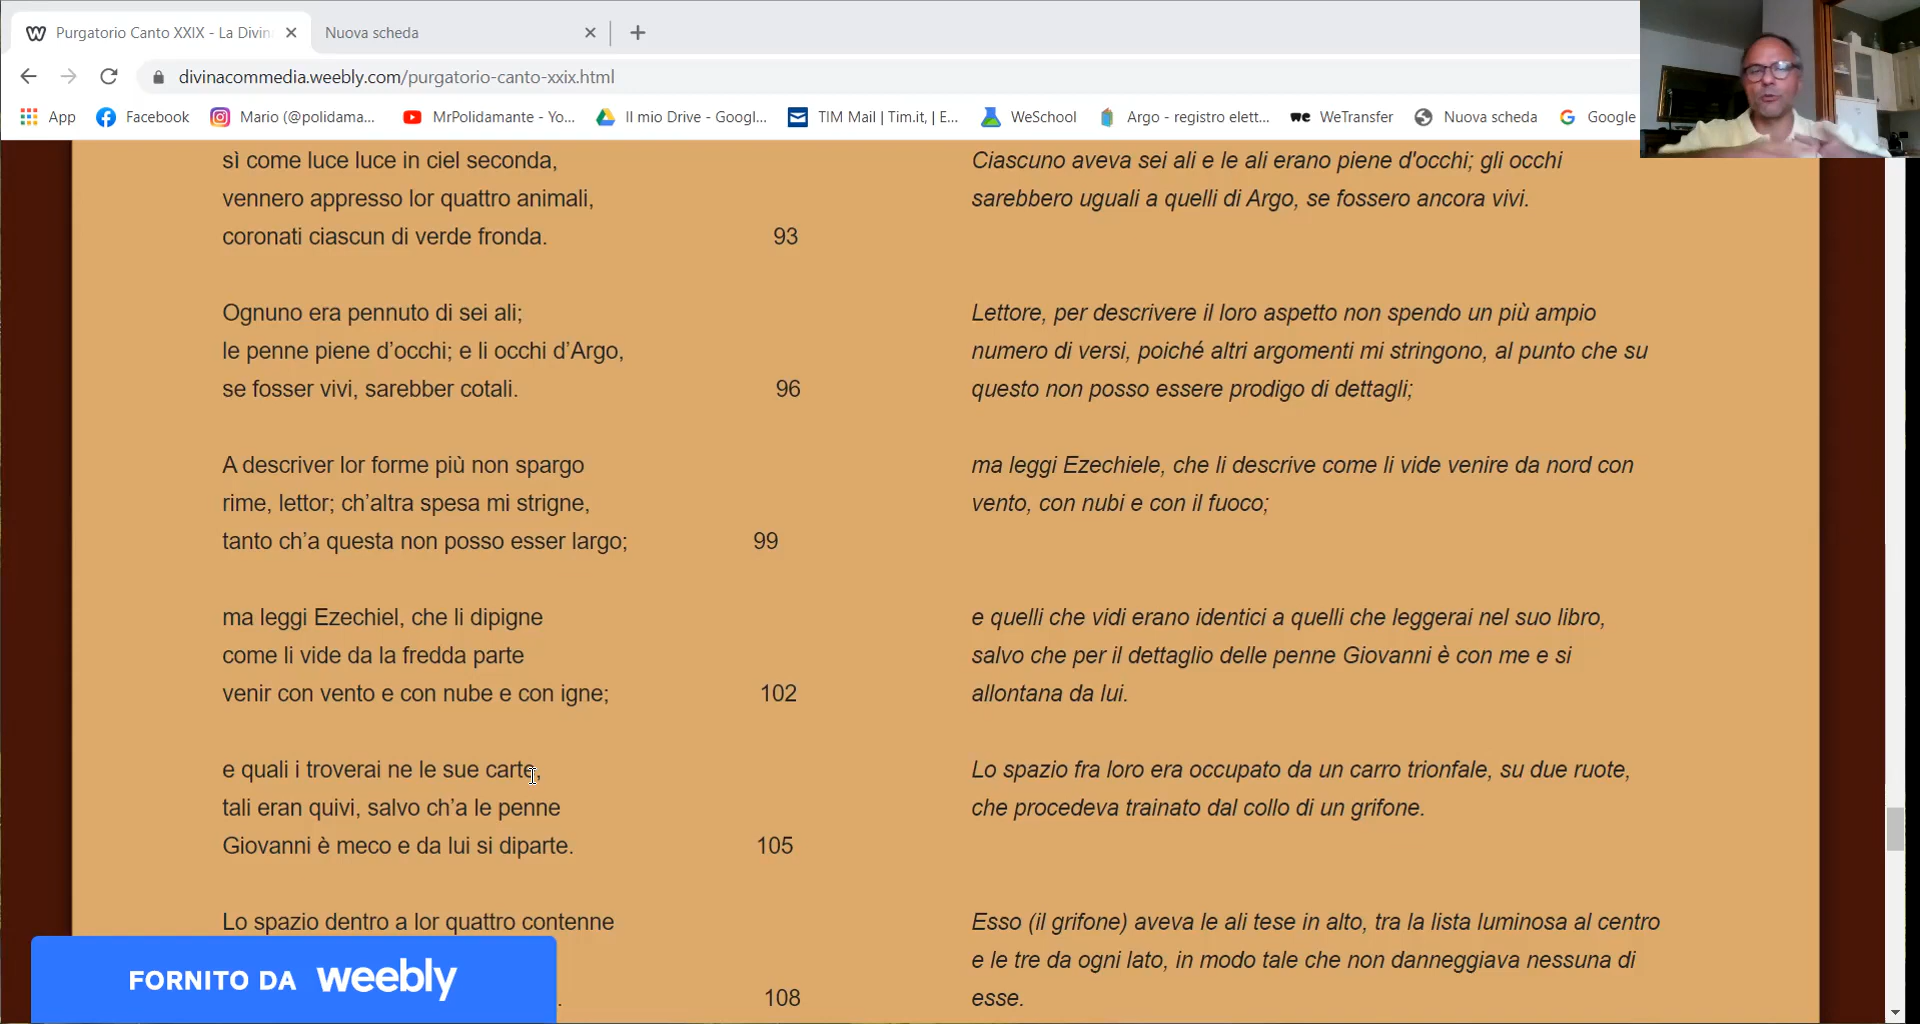 Purgatorio Canto XXIX - La Divin
Nuova scheda
divinacommedia.weebly.com/purgatorio-canto-xxix.html
App
Facebook
Mario (@polidama...
MrPolidamante - Yo...
Il mio Drive - Googl...
TIM Mail | Tim.it, | E...
WeSchool
Argo - registro elett...
WeTransfer
Nuova scheda
Google
sì come luce luce in ciel seconda,
vennero appresso lor quattro animali,
coronati ciascun di verde fronda. 93
Ognuno era pennuto di sei ali;
le penne piene d’occhi; e li occhi d’Argo,
se fosser vivi, sarebber cotali. 96
A descriver lor forme più non spargo
rime, lettor; ch’altra spesa mi strigne,
tanto ch’a questa non posso esser largo; 99
ma leggi Ezechiel, che li dipigne
come li vide da la fredda parte
venir con vento e con nube e con igne; 102
e quali i troverai ne le sue carte,
tali eran quivi, salvo ch’a le penne
Giovanni è meco e da lui si diparte. 105
Lo spazio dentro a lor quattro contenne
. 108
Ciascuno aveva sei ali e le ali erano piene d'occhi; gli occhi
sarebbero uguali a quelli di Argo, se fossero ancora vivi.
Lettore, per descrivere il loro aspetto non spendo un più ampio
numero di versi, poiché altri argomenti mi stringono, al punto che su
questo non posso essere prodigo di dettagli;
ma leggi Ezechiele, che li descrive come li vide venire da nord con
vento, con nubi e con il fuoco;
e quelli che vidi erano identici a quelli che leggerai nel suo libro,
salvo che per il dettaglio delle penne Giovanni è con me e si
allontana da lui.
Lo spazio fra loro era occupato da un carro trionfale, su due ruote,
che procedeva trainato dal collo di un grifone.
Esso (il grifone) aveva le ali tese in alto, tra la lista luminosa al centro
e le tre da ogni lato, in modo tale che non danneggiava nessuna di
esse.
FORNITO DA weebly